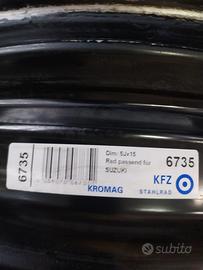 6735
Dim: 5Jx15
Rad passend für
SUZUKI
6735
KFZ
STAHLRAD
KROMAG
subito